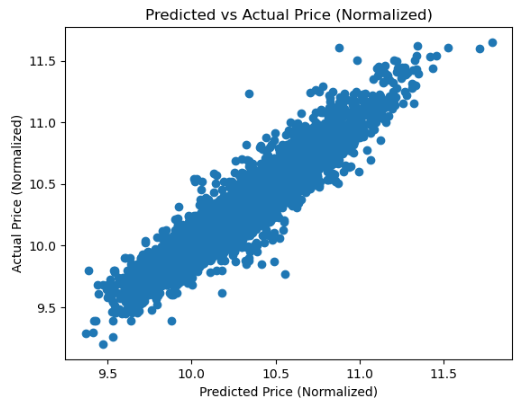 Predicted vs Actual Price (Normalized)
11.5
11.0
10.5
10.0
9.5
Actual Price (Normalized)
9.5 10.0 10.5 11.0 11.5
Predicted Price (Normalized)